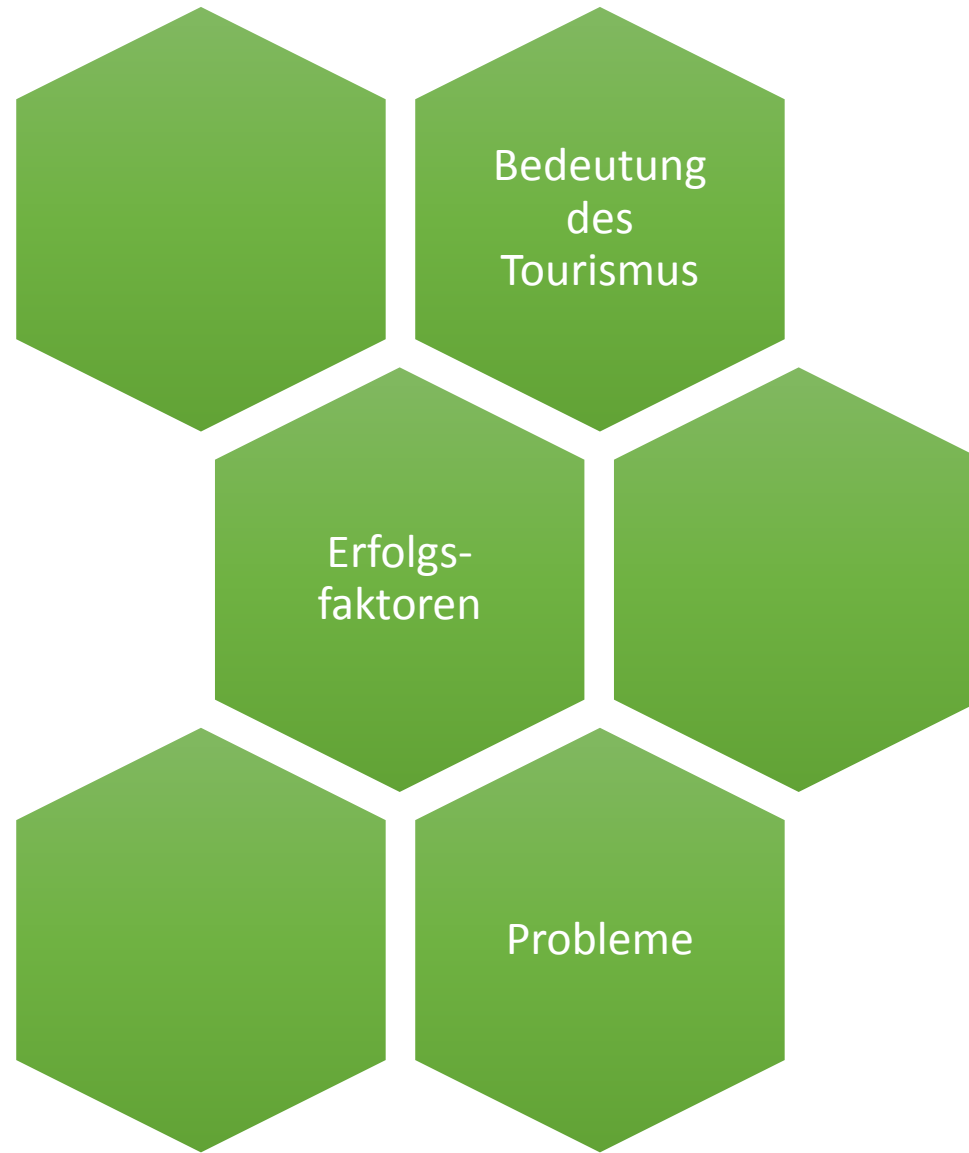 Bedeutung
des
Tourismus
Erfolgs-
faktoren
Probleme